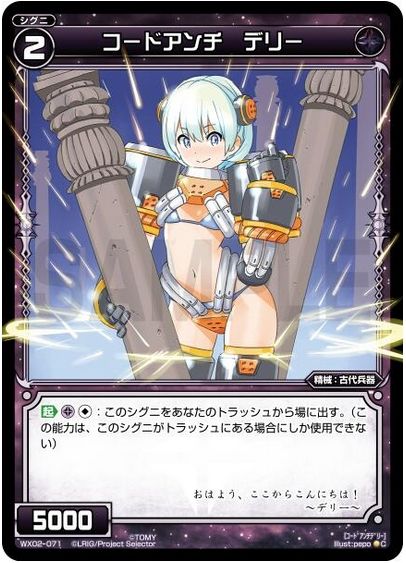 シグニ
2
コードアンチ　デリー
SAMPLE
精械：古代兵器
起 ：このシグニをあなたのトラッシュから場に出す。（こ
の能力は、このシグニがトラッシュにある場合にしか使用できな
い）
おはよう、ここからこんにちは！
～デリー～
5000
©TOMY
[ｺｰﾄﾞｱﾝﾁﾃﾞﾘｰ]
WX02-071 ©LRIG/Project Selector
Illust:pepo C